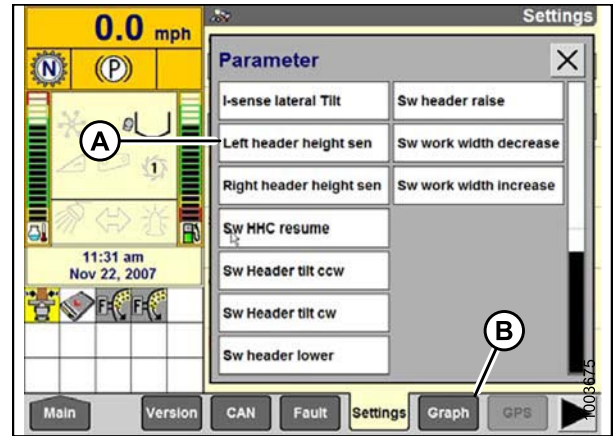 0.0 mph
Settings
N
(P)
Parameter
I-sense lateral Tilt
Sw header raise
A
Left header height sen
Sw work width decrease
1
Right header height sen
Sw work width increase
Sw HHC resume
11:31 am
Nov 22, 2007
Sw Header tilt ccw
Sw Header tilt cw
F
F
B
Sw header lower
1003675
Main
Version
CAN
Fault
Settings
Graph
GPS